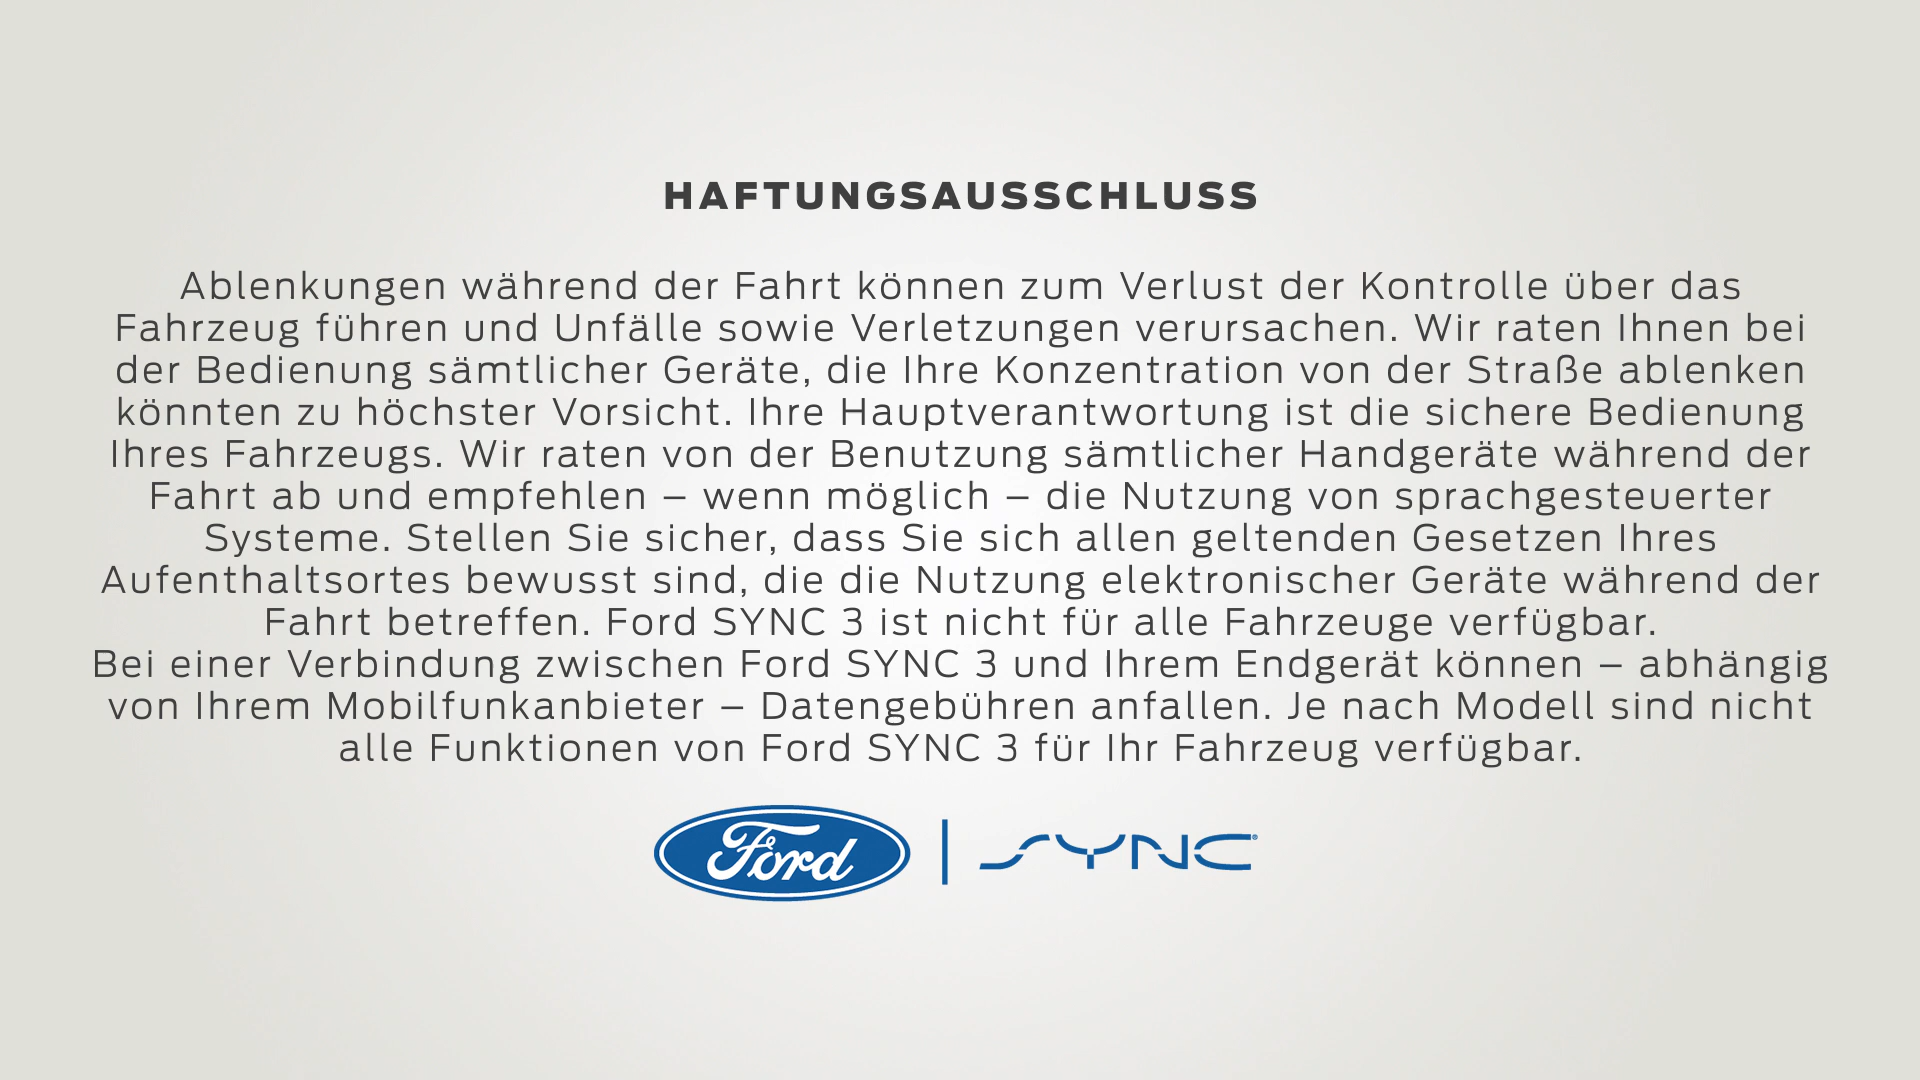 HAFTUNGSAUSSCHLUSS
Ablenkungen während der Fahrt können zum Verlust der Kontrolle über das
Fahrzeug führen und Unfälle sowie Verletzungen verursachen. Wir raten Ihnen bei
der Bedienung sämtlicher Geräte, die Ihre Konzentration von der Straße ablenken
könnten zu höchster Vorsicht. Ihre Hauptverantwortung ist die sichere Bedienung
Ihres Fahrzeugs. Wir raten von der Benutzung sämtlicher Handgeräte während der
Fahrt ab und empfehlen – wenn möglich – die Nutzung von sprachgesteuerter
Systeme. Stellen Sie sicher, dass Sie sich allen geltenden Gesetzen Ihres
Aufenthaltsortes bewusst sind, die die Nutzung elektronischer Geräte während der
Fahrt betreffen. Ford SYNC 3 ist nicht für alle Fahrzeuge verfügbar.
Bei einer Verbindung zwischen Ford SYNC 3 und Ihrem Endgerät können – abhängig
von Ihrem Mobilfunkanbieter – Datengebühren anfallen. Je nach Modell sind nicht
alle Funktionen von Ford SYNC 3 für Ihr Fahrzeug verfügbar.
Ford | SYNC®